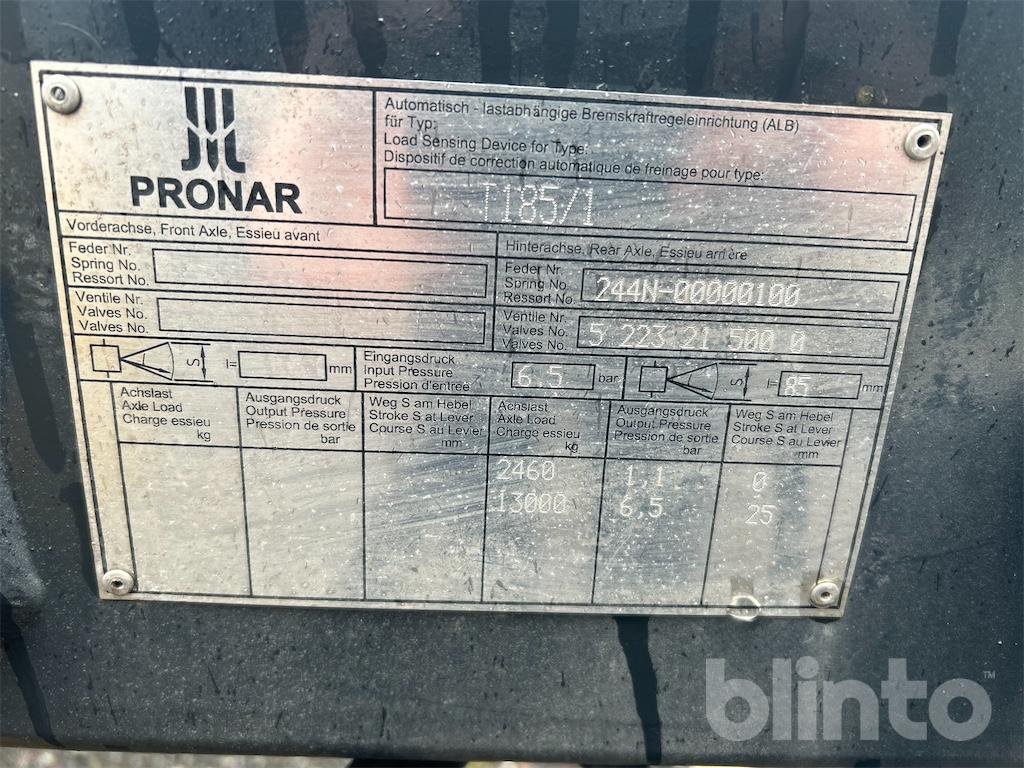 PRONAR
Automatisch - lastabhängige Bremskraftregeleinrichtung (ALB)
für Typ:
Load Sensing Device for Type:
Dispositif de correction automatique de freinage pour type:
T185/1
Vorderachse, Front Axle, Essieu avant
Feder Nr.
Spring No.
Ressort No.
Ventile Nr.
Valves No.
Valves No.
Hinterachse, Rear Axle, Essieu arrière
Feder Nr.
Spring No.
Ressort No.
244N-00000100
Ventile Nr.
Valves No.
Valves No.
5 223 21 500 0
S
l=
mm
Eingangsdruck
Input Pressure
Pression d'entrée
6,5
bar
S
l=
85
mm
Achslast
Axle Load
Charge essieu
kg
Ausgangsdruck
Output Pressure
Pression de sortie
bar
Weg S am Hebel
Stroke S at Lever
Course S au Levier
mm
Achslast
Axle Load
Charge essieu
kg
Ausgangsdruck
Output Pressure
Pression de sortie
bar
Weg S am Hebel
Stroke S at Lever
Course S au Levier
mm
2460 1,1 0
13000 6,5 25
blinto™